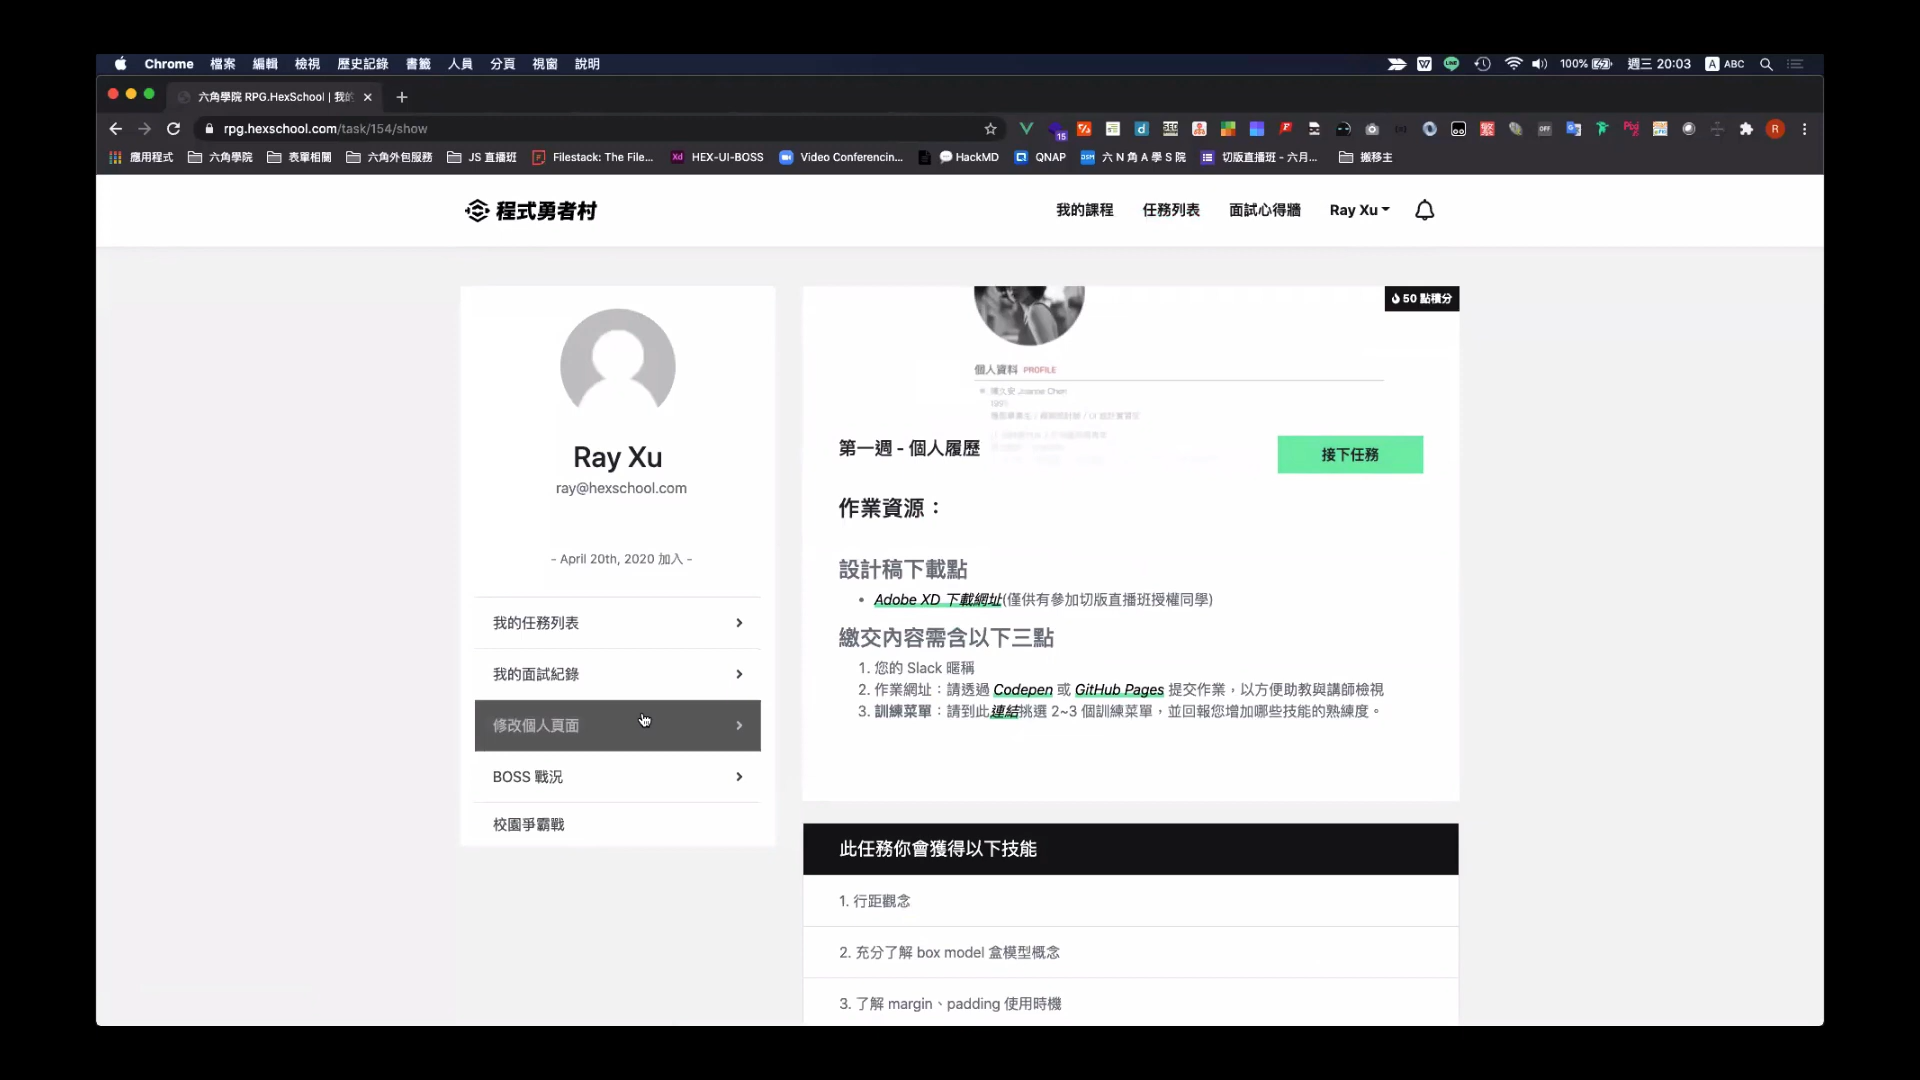 Chrome 檔案 編輯 檢視 歷史記錄 書籤 人員 分頁 視窗 說明 100% 週三 20:03 A ABC
六角學院 RPG.HexSchool | 我的
rpg.hexschool.com/task/154/show
應用程式 六角學院 表單相關 六角外包服務 JS 直播班 Filestack: The File... HEX-UI-BOSS Video Conferencin... HackMD QNAP 六 N 角 A 學 S 院 切版直播班 - 六月... 搬移主
程式勇者村 我的課程 任務列表 面試心得牆 Ray Xu
Ray Xu
ray@hexschool.com
- April 20th, 2020 加入 -
我的任務列表
我的面試紀錄
修改個人頁面
BOSS 戰況
校園爭霸戰
50 點積分
個人資料 PROFILE
第一週 - 個人履歷
接下任務
作業資源：
設計稿下載點
• Adobe XD 下載網址(僅供有參加切版直播班授權同學)
繳交內容需含以下三點
1. 您的 Slack 暱稱
2. 作業網址：請透過 Codepen 或 GitHub Pages 提交作業，以方便助教與講師檢視
3. 訓練菜單：請到此連結挑選 2~3 個訓練菜單，並回報您增加哪些技能的熟練度。
此任務你會獲得以下技能
1. 行距觀念
2. 充分了解 box model 盒模型概念
3. 了解 margin、padding 使用時機